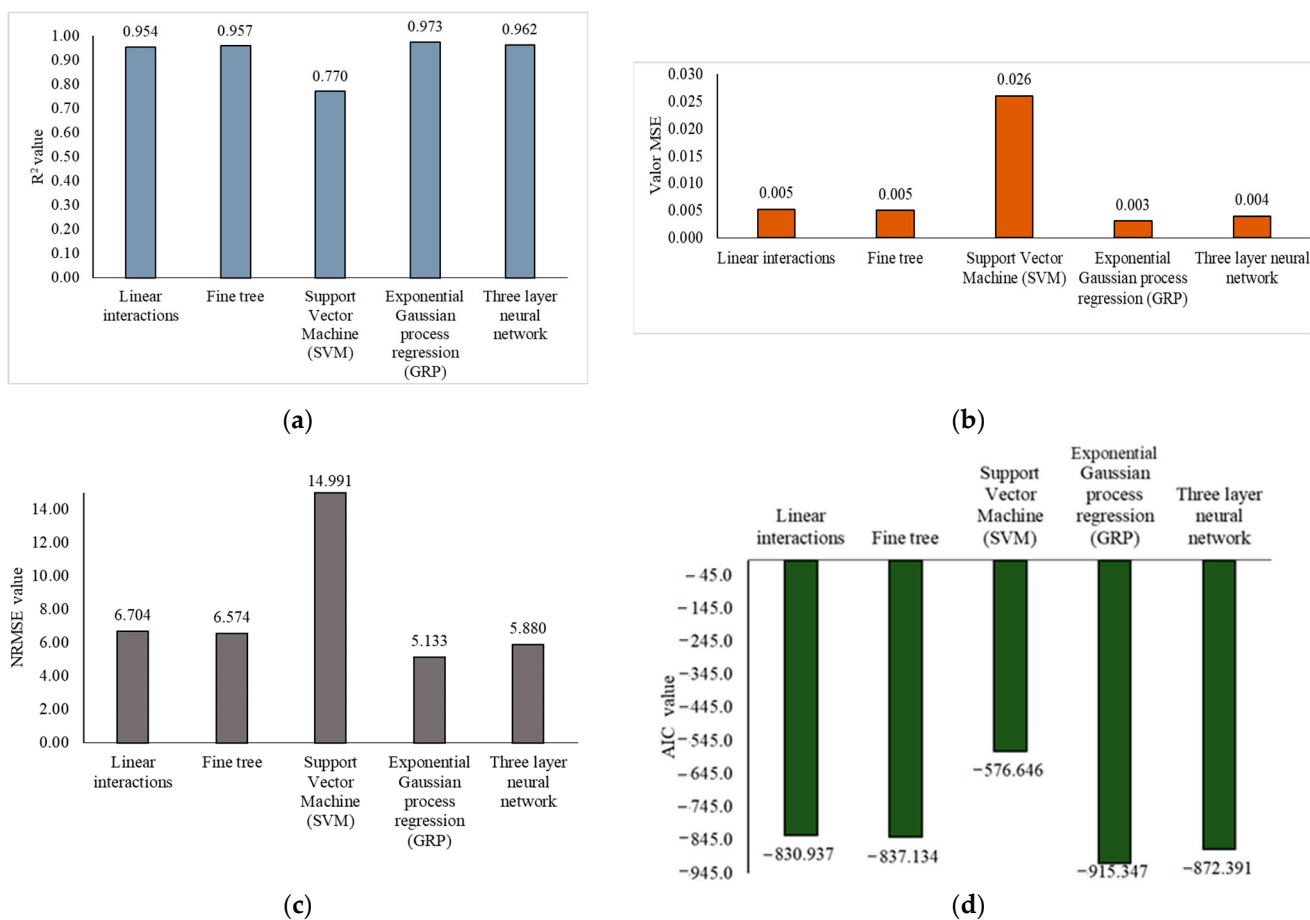 0.954
0.957
0.770
0.973
0.962
1.00
0.90
0.80
0.70
0.60
0.50
0.40
0.30
0.20
0.10
0.00
R² value
Linear
interactions
Fine tree
Support
Vector
Machine
(SVM)
Exponential
Gaussian
process
regression
(GRP)
Three layer
neural
network
(a)
0.030
0.025
0.020
0.015
0.010
0.005
0.000
Valor MSE
0.005
0.005
0.026
0.003
0.004
Linear interactions
Fine tree
Support Vector
Machine (SVM)
Exponential
Gaussian process
regression (GRP)
Three layer neural
network
(b)
14.00
12.00
10.00
8.00
6.00
4.00
2.00
0.00
NRMSE value
6.704
6.574
14.991
5.133
5.880
Linear
interactions
Fine tree
Support
Vector
Machine
(SVM)
Exponential
Gaussian
process
regression
(GRP)
Three layer
neural
network
(c)
Linear
interactions
Fine tree
Support
Vector
Machine
(SVM)
Exponential
Gaussian
process
regression
(GRP)
Three layer
neural
network
−45.0
−145.0
−245.0
−345.0
−445.0
−545.0
−645.0
−745.0
−845.0
−945.0
AIC value
−830.937
−837.134
−576.646
−915.347
−872.391
(d)